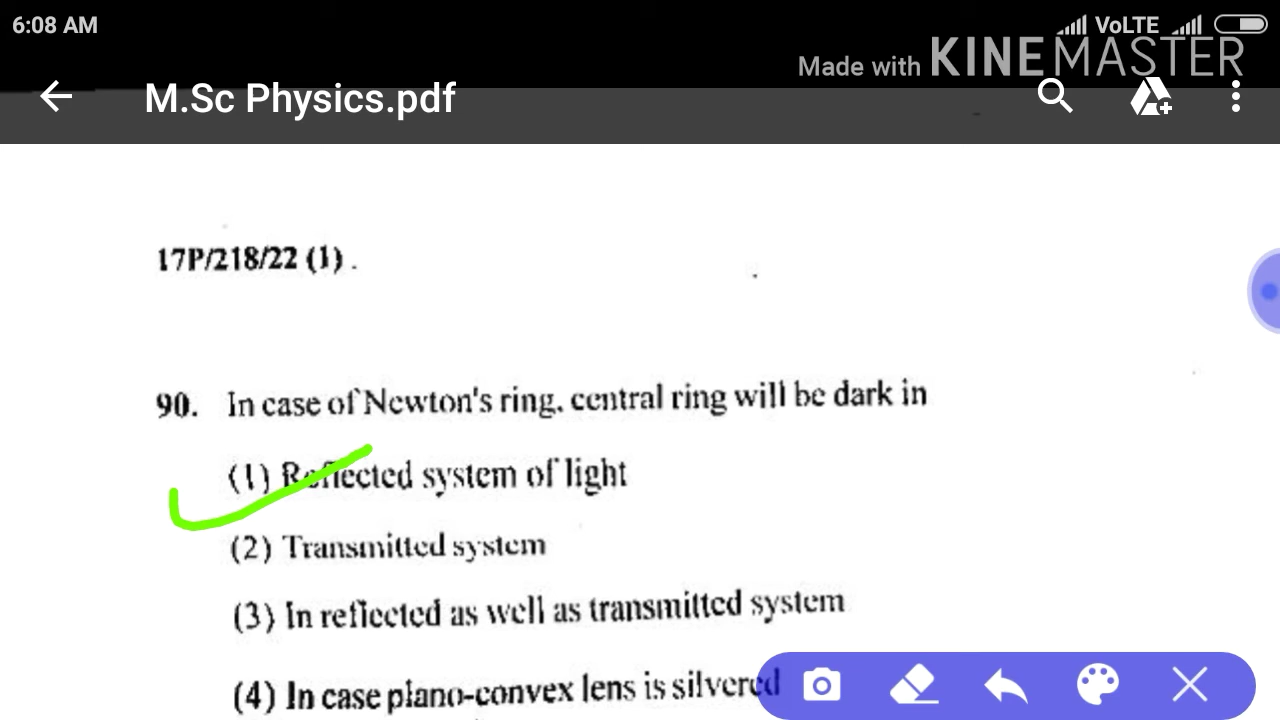 6:08 AM
VoLTE
Made with KINEMASTER
M.Sc Physics.pdf
17P/218/22 (1) .
90. In case of Newton's ring, central ring will be dark in
(1) Reflected system of light
(2) Transmitted system
(3) In reflected as well as transmitted system
(4) In case plano-convex lens is silvered